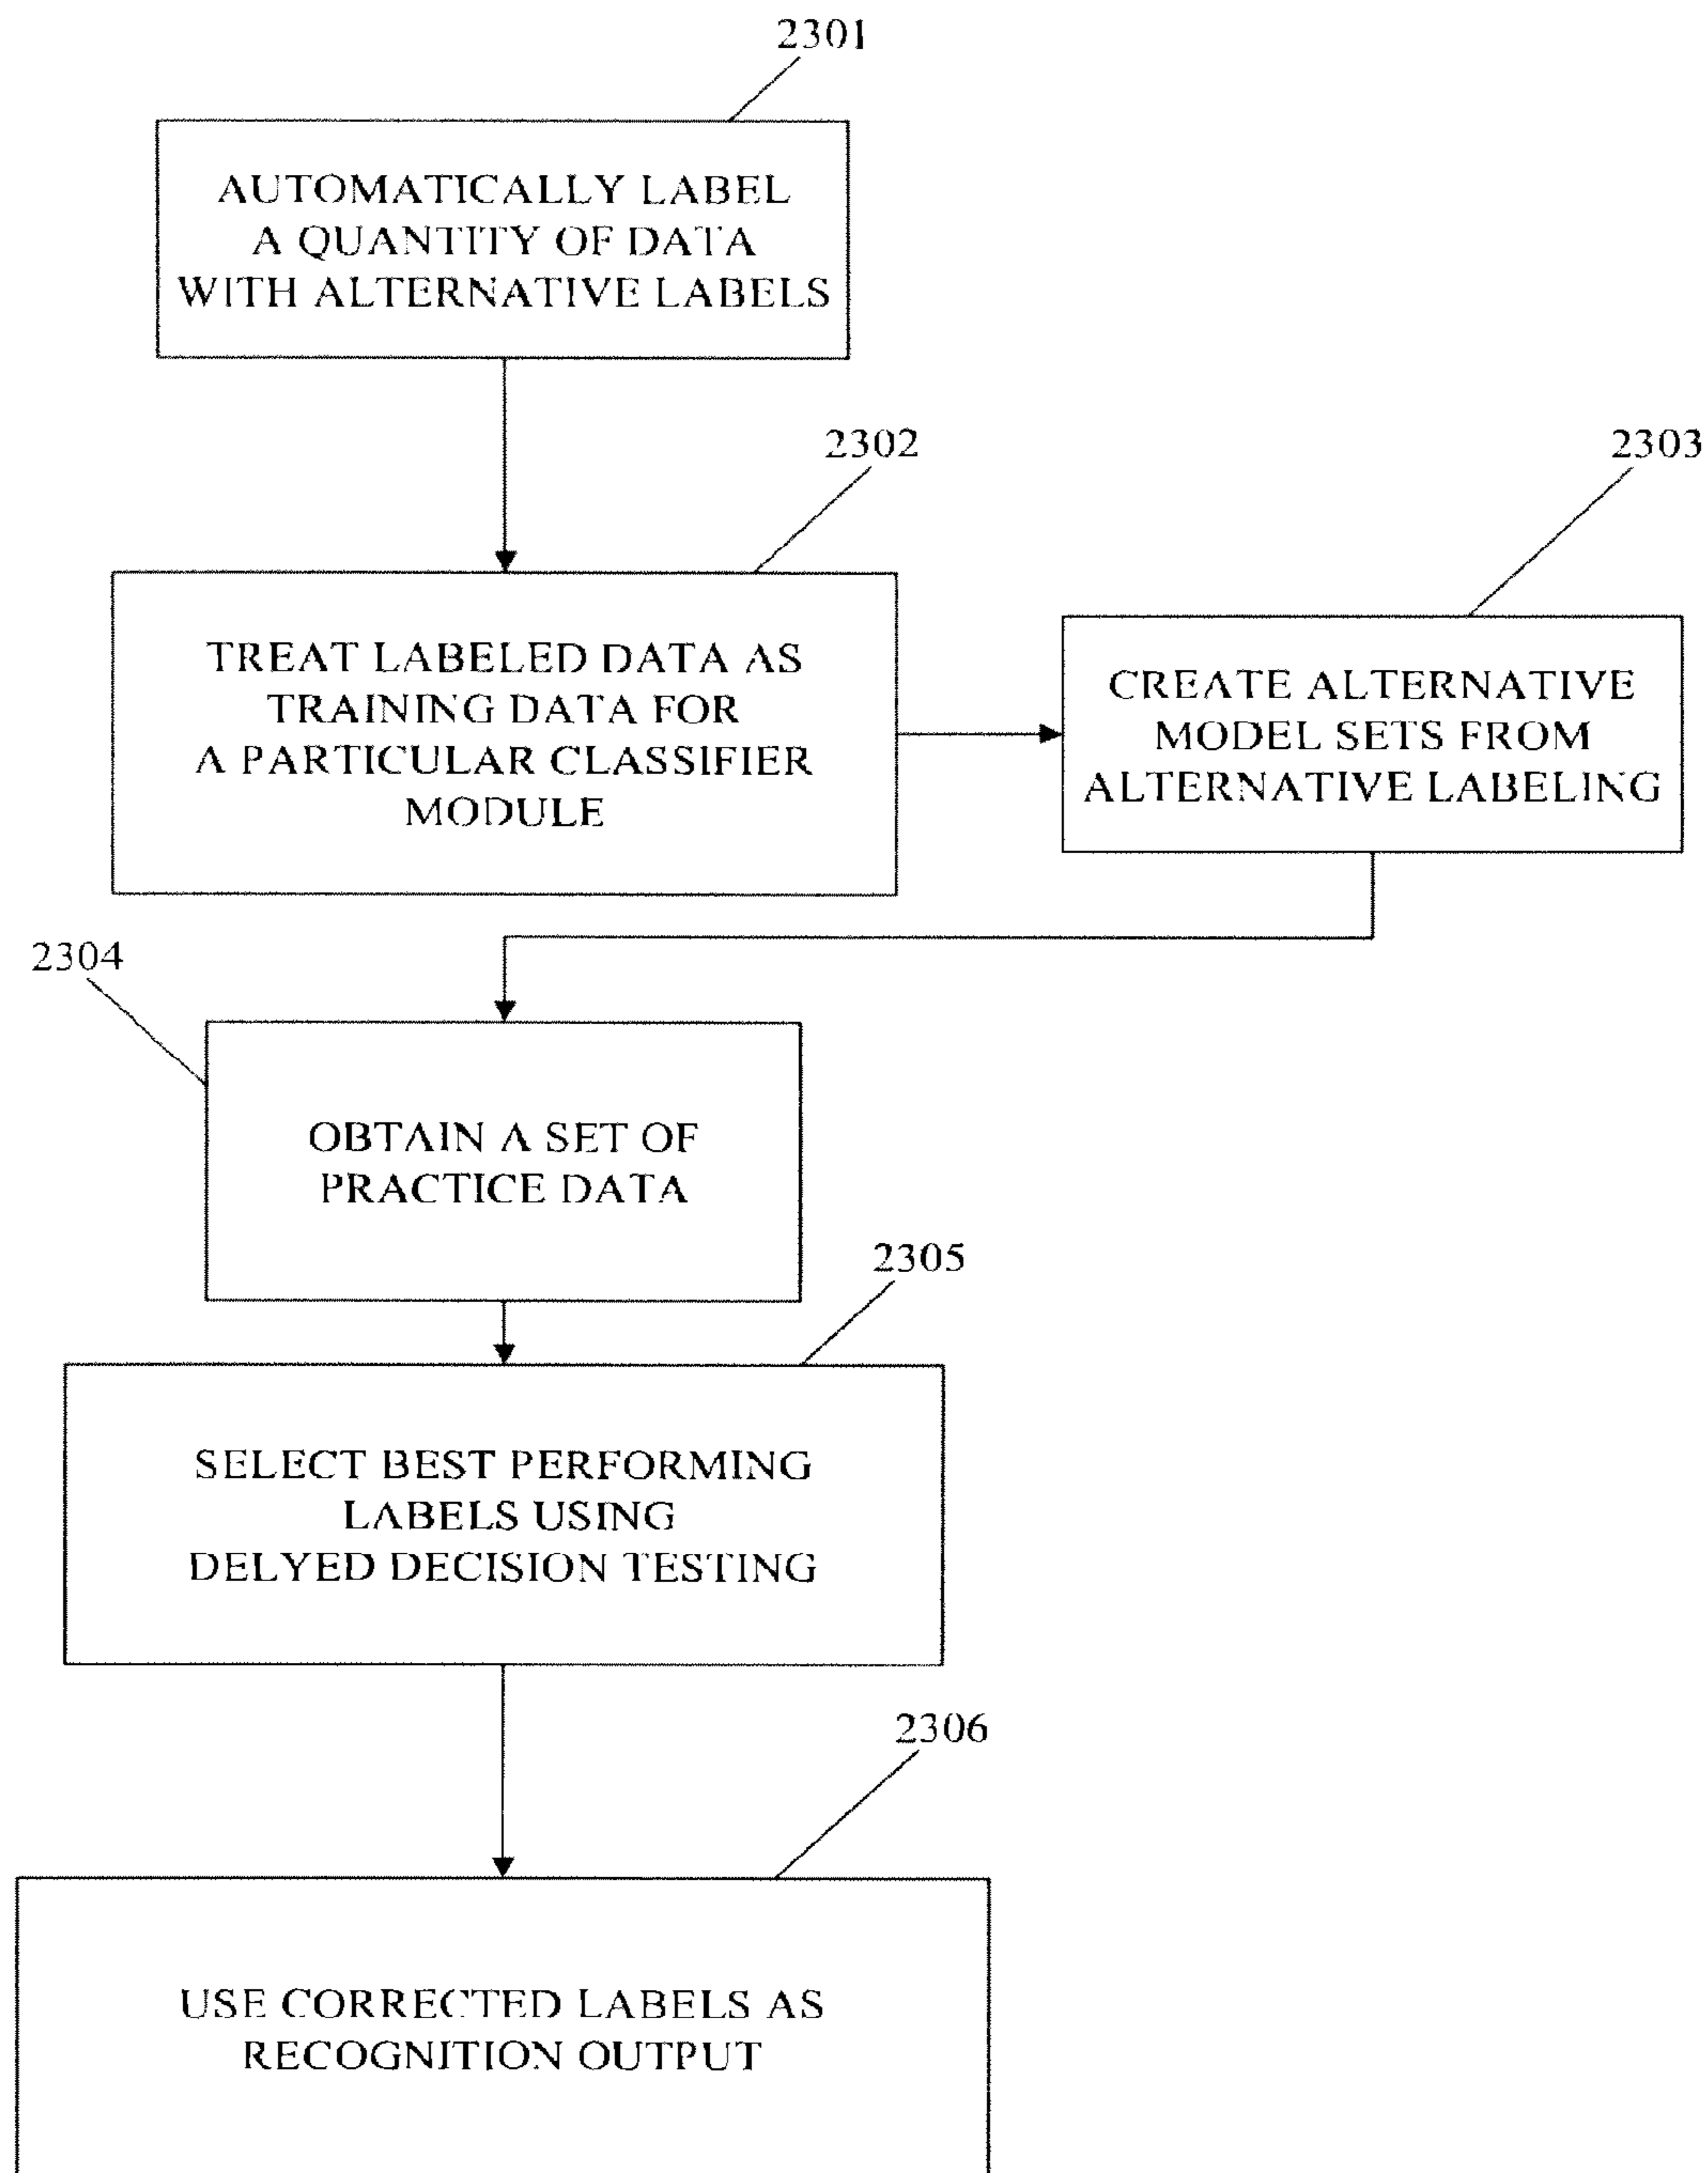 2301
AUTOMATICALLY LABEL
A QUANTITY OF DATA
WITH ALTERNATIVE LABELS
2302
2303
TREAT LABELED DATA AS
TRAINING DATA FOR
A PARTICULAR CLASSIFIER
MODULE
CREATE ALTERNATIVE
MODEL SETS FROM
ALTERNATIVE LABELING
2304
OBTAIN A SET OF
PRACTICE DATA
2305
SELECT BEST PERFORMING
LABELS USING
DELYED DECISION TESTING
2306
USE CORRECTED LABELS AS
RECOGNITION OUTPUT